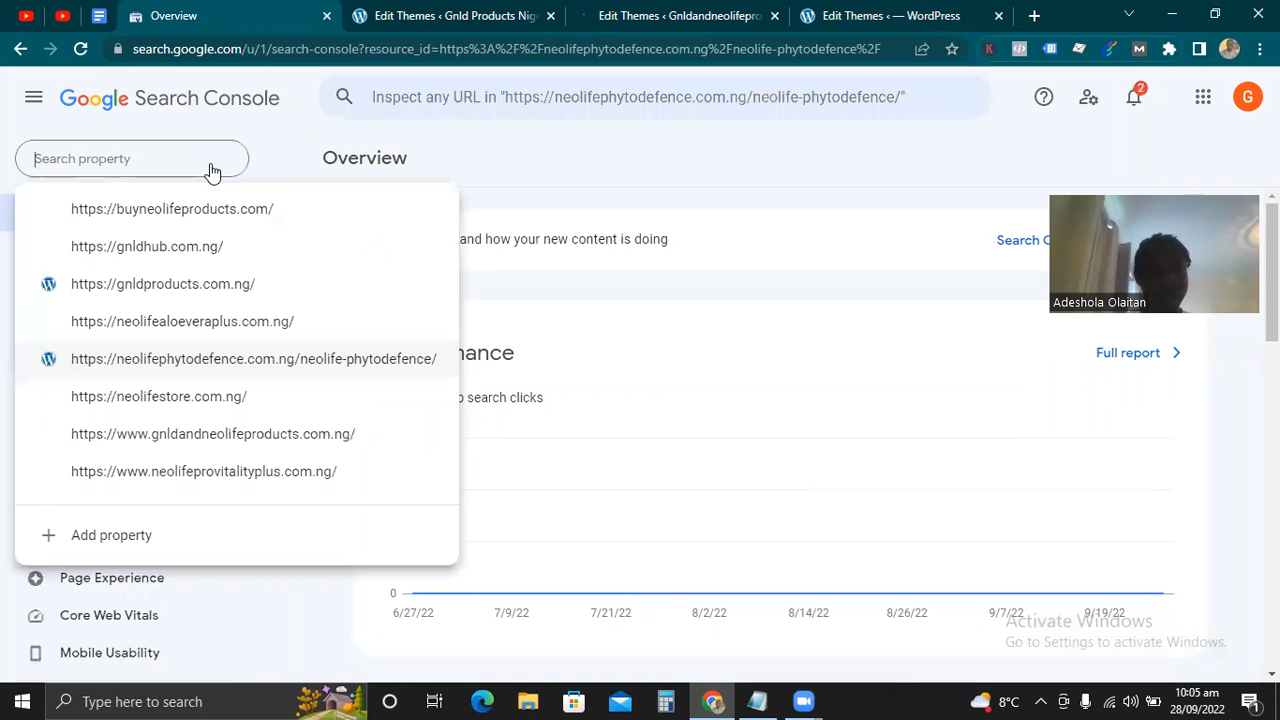 Overview
Edit Themes ‹ Gnld Products Nig
Edit Themes ‹ Gnldandneolifepro
Edit Themes ‹ — WordPress
search.google.com/u/1/search-console?resource_id=https%3A%2F%2Fneolifephytodefence.com.ng%2Fneolife-phytodefence%2F
Google Search Console
Inspect any URL in "https://neolifephytodefence.com.ng/neolife-phytodefence/"
2
G
Search property
Overview
https://buyneolifeproducts.com/
https://gnldhub.com.ng/
https://gnldproducts.com.ng/
https://neolifealoeveraplus.com.ng/
https://neolifephytodefence.com.ng/neolife-phytodefence/
https://neolifestore.com.ng/
https://www.gnldandneolifeproducts.com.ng/
https://www.neolifeprovitalityplus.com.ng/
Add property
and how your new content is doing
Search C
Adeshola Olaitan
mance
Full report
search clicks
0
6/27/22 7/9/22 7/21/22 8/2/22 8/14/22 8/26/22 9/7/22 9/19/22
Page Experience
Core Web Vitals
Mobile Usability
Activate Windows
Go to Settings to activate Windows.
Type here to search
8°C
10:05 am
28/09/2022
1